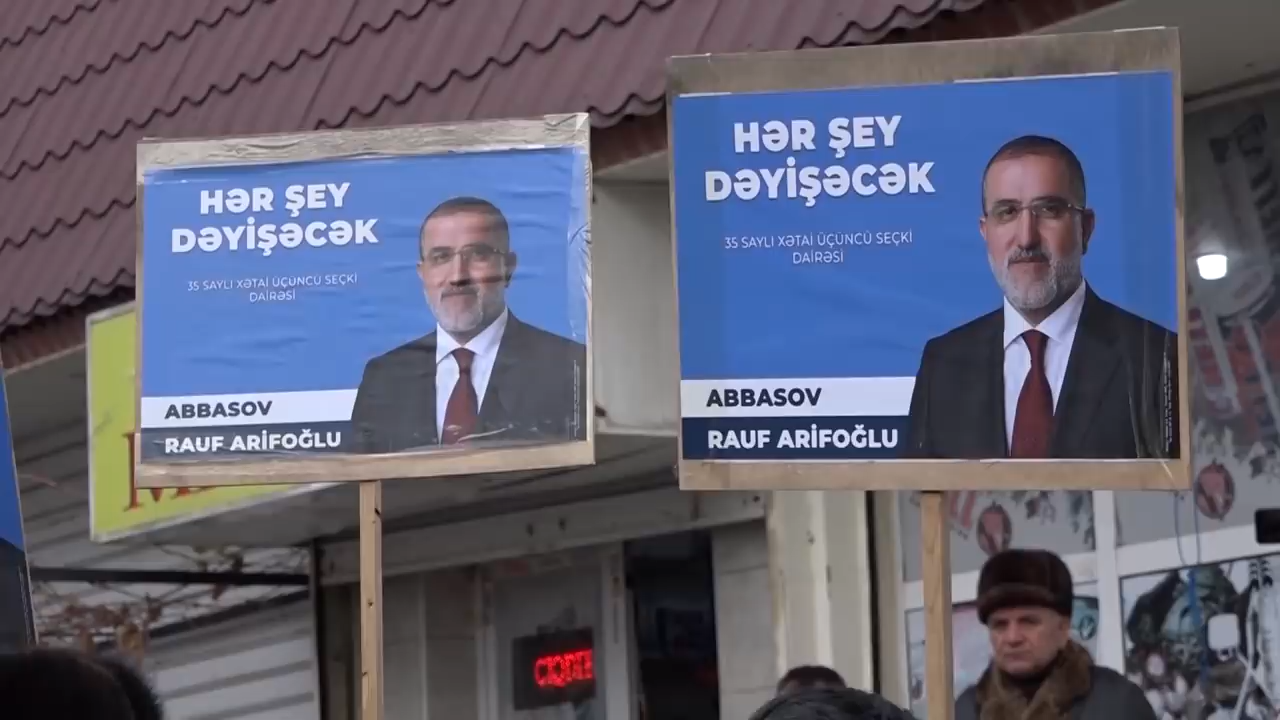 HƏR ŞEY
DƏYİŞƏCƏK
35 SAYLI XƏTAİ ÜÇÜNCÜ SEÇKİ
DAİRƏSİ
ABBASOV
RAUF ARİFOĞLU
HƏR ŞEY
DƏYİŞƏCƏK
35 SAYLI XƏTAİ ÜÇÜNCÜ SEÇKİ
DAİRƏSİ
ABBASOV
RAUF ARİFOĞLU